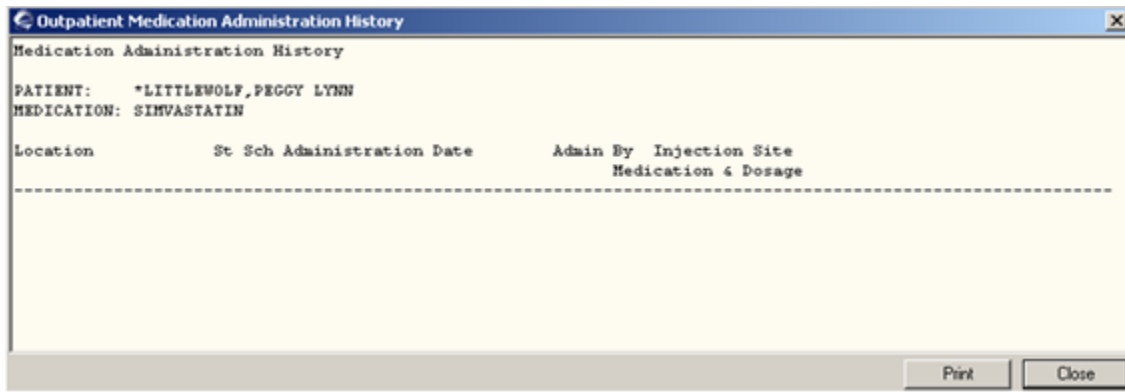 Outpatient Medication Administration History
Medication Administration History
PATIENT: *LITTLEWOLF,PEGGY LYNN
MEDICATION: SIMVASTATIN
Location St Sch Administration Date Admin By Injection Site
Medication & Dosage
--------------------------------------------------------------------------------
Print Close